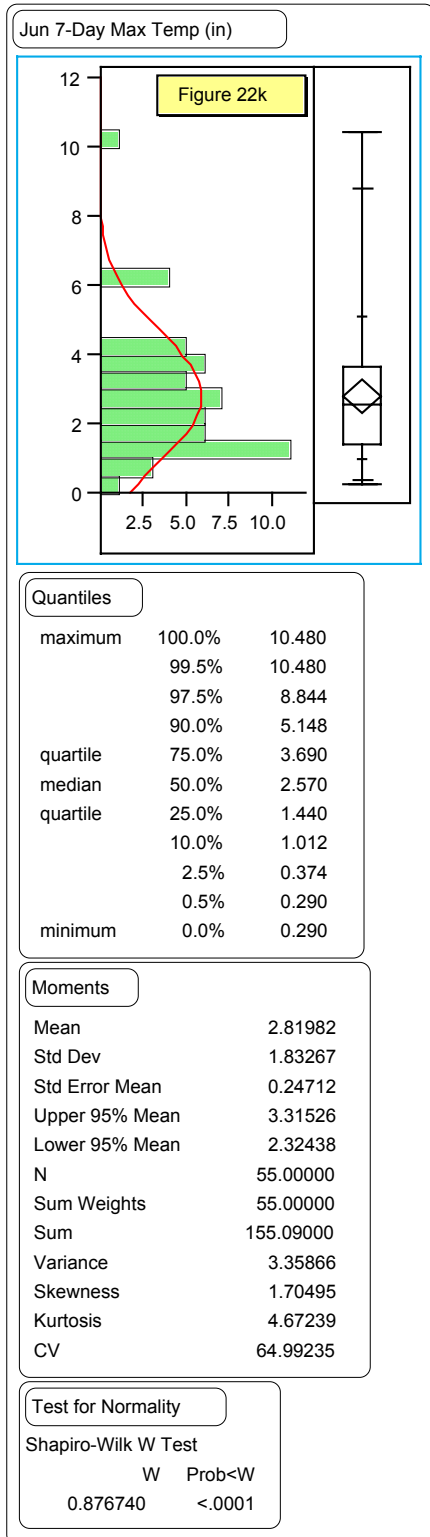 Jun 7-Day Max Temp (in)
Figure 22k
12
10
8
6
4
2
0
2.5 5.0 7.5 10.0
Quantiles
maximum 100.0% 10.480
99.5% 10.480
97.5% 8.844
90.0% 5.148
quartile 75.0% 3.690
median 50.0% 2.570
quartile 25.0% 1.440
10.0% 1.012
2.5% 0.374
0.5% 0.290
minimum 0.0% 0.290
Moments
Mean 2.81982
Std Dev 1.83267
Std Error Mean 0.24712
Upper 95% Mean 3.31526
Lower 95% Mean 2.32438
N 55.00000
Sum Weights 55.00000
Sum 155.09000
Variance 3.35866
Skewness 1.70495
Kurtosis 4.67239
CV 64.99235
Test for Normality
Shapiro-Wilk W Test
W Prob<W
0.876740 <.0001